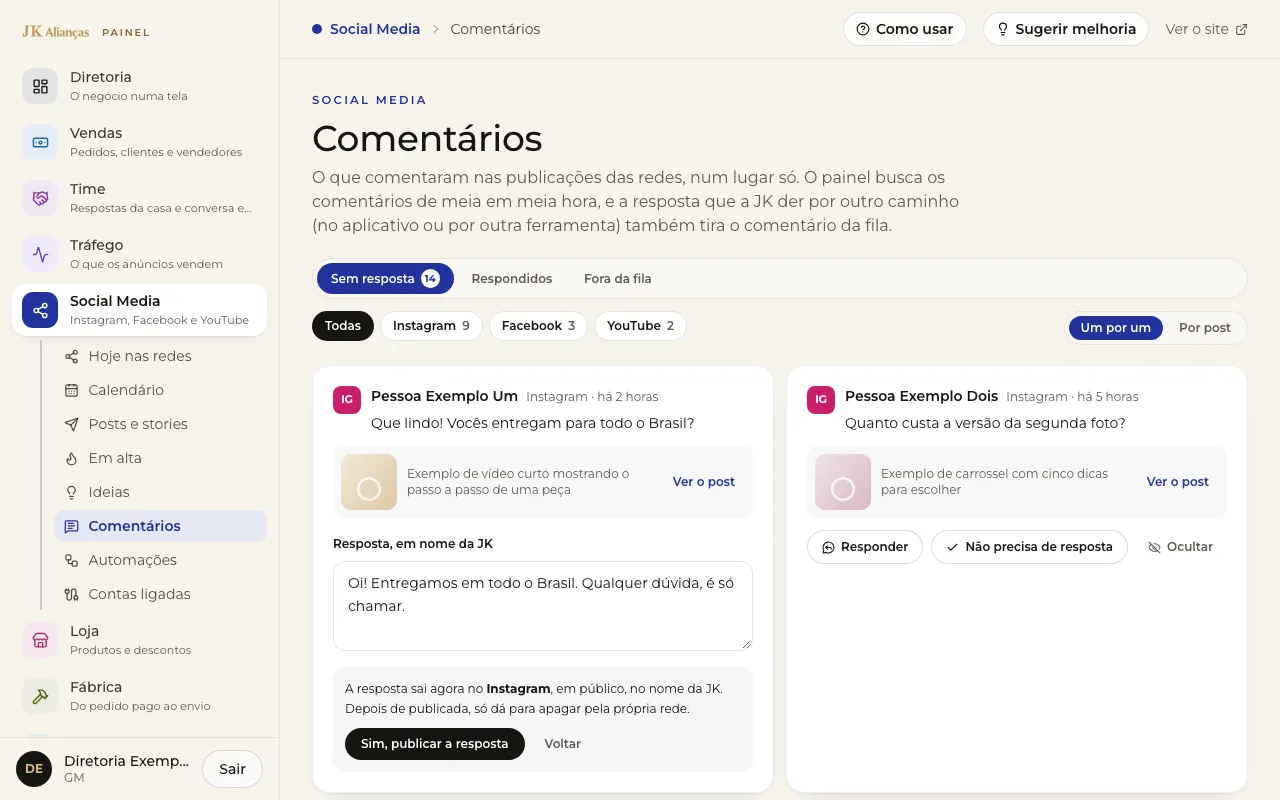 JK Alianças PAINEL
Diretoria
O negócio numa tela
Vendas
Pedidos, clientes e vendedores
Time
Respostas da casa e conversa e...
Tráfego
O que os anúncios vendem
Social Media
Instagram, Facebook e YouTube
Hoje nas redes
Calendário
Posts e stories
Em alta
Ideias
Comentários
Automações
Contas ligadas
Loja
Produtos e descontos
Fábrica
Do pedido pago ao envio
DE
Diretoria Exemp...
GM
Sair
Social Media > Comentários
Como usar
Sugerir melhoria
Ver o site
SOCIAL MEDIA
Comentários
O que comentaram nas publicações das redes, num lugar só. O painel busca os
comentários de meia em meia hora, e a resposta que a JK der por outro caminho
(no aplicativo ou por outra ferramenta) também tira o comentário da fila.
Sem resposta 14
Respondidos
Fora da fila
Todas
Instagram 9
Facebook 3
YouTube 2
Um por um
Por post
IG
Pessoa Exemplo Um Instagram · há 2 horas
Que lindo! Vocês entregam para todo o Brasil?
Exemplo de vídeo curto mostrando o
passo a passo de uma peça
Ver o post
Resposta, em nome da JK
Oi! Entregamos em todo o Brasil. Qualquer dúvida, é só
chamar.
A resposta sai agora no Instagram, em público, no nome da JK.
Depois de publicada, só dá para apagar pela própria rede.
Sim, publicar a resposta
Voltar
IG
Pessoa Exemplo Dois Instagram · há 5 horas
Quanto custa a versão da segunda foto?
Exemplo de carrossel com cinco dicas
para escolher
Ver o post
Responder
Não precisa de resposta
Ocultar